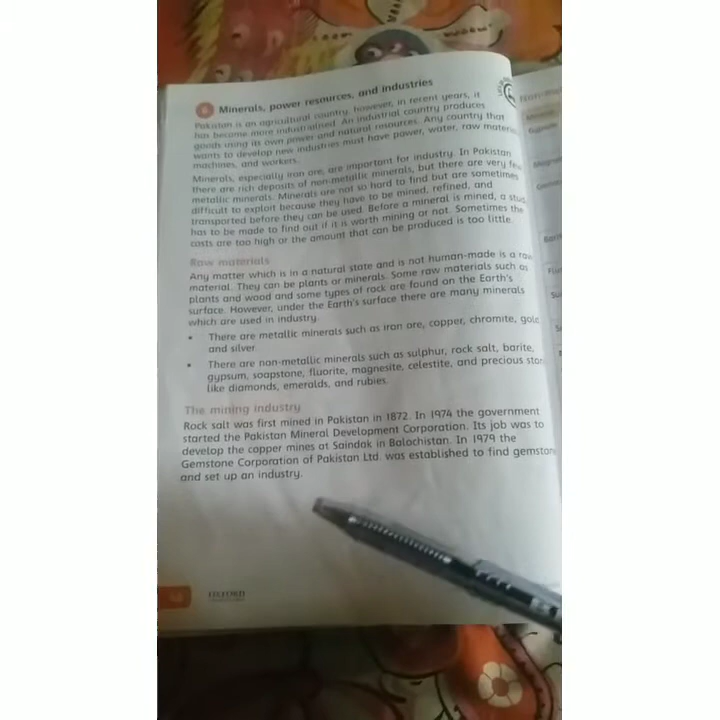 6 Minerals, power resources, and industries
Pakistan is an agricultural country, however, in recent years, it
has become more industrialised. An industrial country produces
goods using its own power and natural resources. Any country that
wants to develop new industries must have power, water, raw materi
machines, and workers.
Minerals, especially iron ore, are important for industry. In Pakistan
there are rich deposits of non-metallic minerals, but there are very few
metallic minerals. Minerals are not so hard to find but are sometimes
difficult to exploit because they have to be mined, refined, and
transported before they can be used. Before a mineral is mined, a stud
has to be made to find out if it is worth mining or not. Sometimes the
costs are too high or the amount that can be produced is too little.
Raw materials
Any matter which is in a natural state and is not human-made is a raw
material. They can be plants or minerals. Some raw materials such as
plants and wood and some types of rock are found on the Earth's
surface. However, under the Earth's surface there are many minerals
which are used in industry.
• There are metallic minerals such as iron ore, copper, chromite, gold
and silver.
• There are non-metallic minerals such as sulphur, rock salt, barite,
gypsum, soapstone, fluorite, magnesite, celestite, and precious ston
like diamonds, emeralds, and rubies.
The mining industry
Rock salt was first mined in Pakistan in 1872. In 1974 the government
started the Pakistan Mineral Development Corporation. Its job was to
develop the copper mines at Saindak in Balochistan. In 1979 the
Gemstone Corporation of Pakistan Ltd. was established to find gemston
and set up an industry.
OXFORD